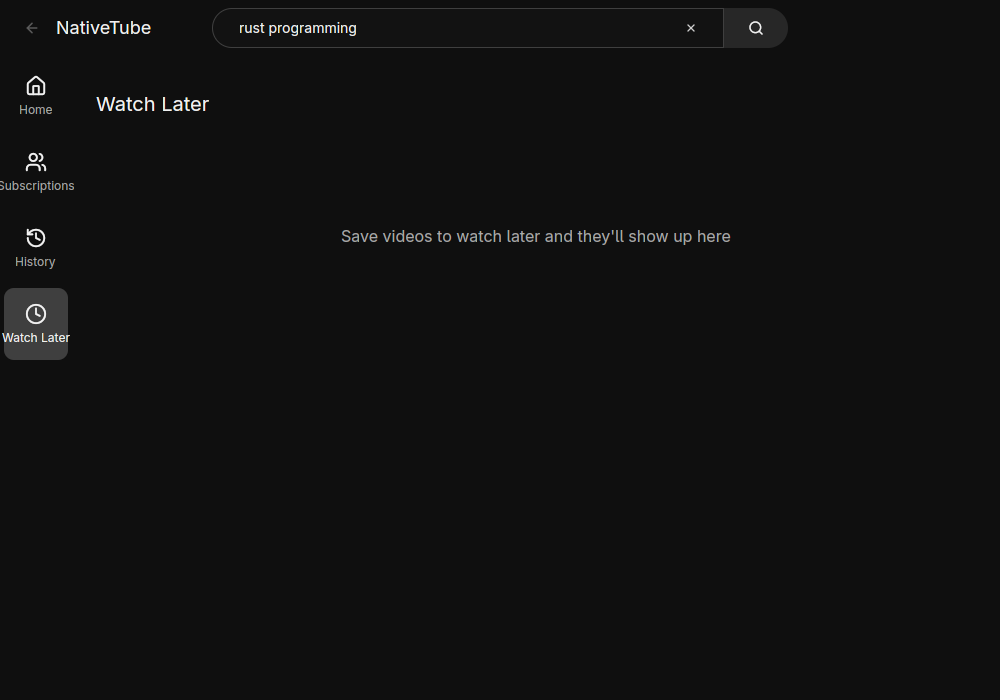 NativeTube
rust programming
Home
Subscriptions
History
Watch Later
Watch Later
Save videos to watch later and they'll show up here